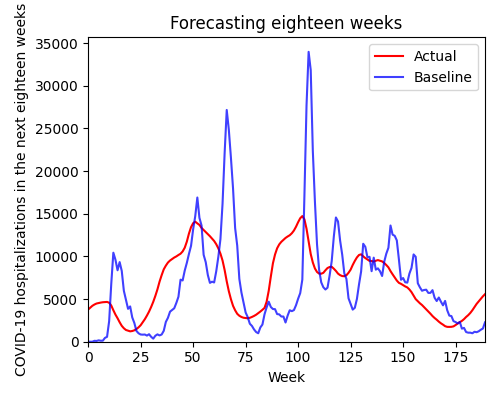 Forecasting eighteen weeks
COVID-19 hospitalizations in the next eighteen weeks
35000
30000
25000
20000
15000
10000
5000
0
Actual
Baseline
0 25 50 75 100 125 150 175
Week